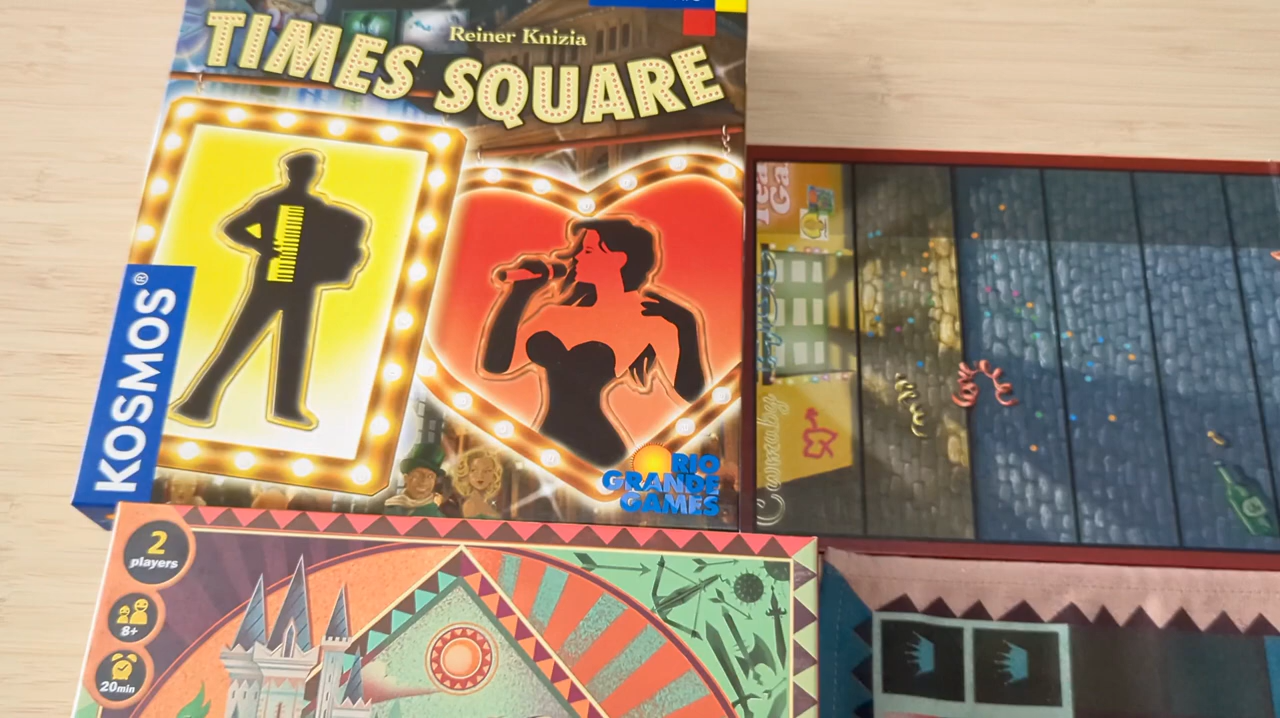 Reiner Knizia
TIMES SQUARE
KOSMOS®
RIO
GRANDE
GAMES
2
players
8+
20min